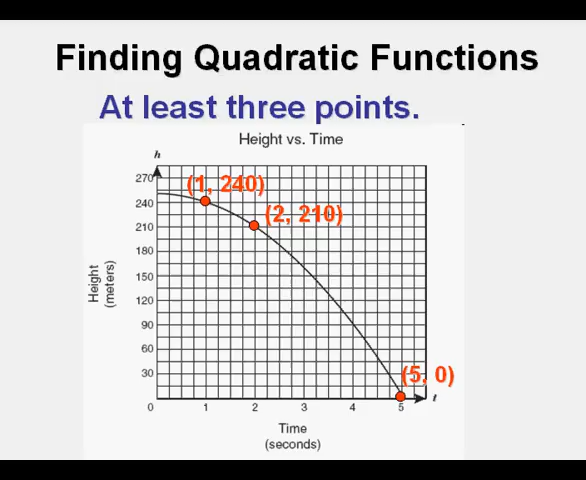 Finding Quadratic Functions
At least three points.
Height vs. Time
h
270
(1, 240)
240
(2, 210)
210
180
Height
(meters)
150
120
90
60
30
(5, 0)
t
0 1 2 3 4 5
Time
(seconds)